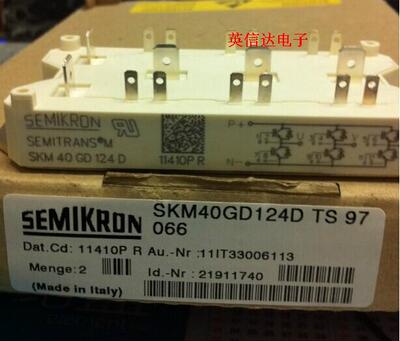 英信达电子
SEMIKRON
SEMITRANS®M
SKM 40 GD 124 D
11410P R
P+
U
V
N-
SEMIKRON
SKM40GD124D TS 97
066
Dat.Cd: 11410P R Au.-Nr :11IT33006113
Menge:2 Id.-Nr :21911740
(Made in Italy)